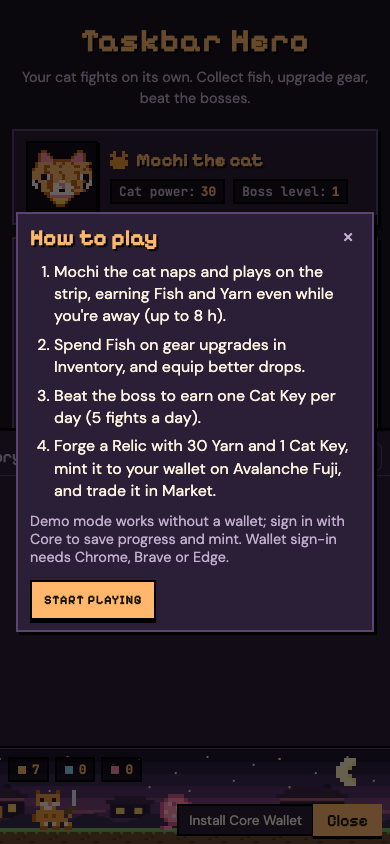 Taskbar Hero
Your cat fights on its own. Collect fish, upgrade gear,
beat the bosses.
Mochi the cat
Cat power: 30
Boss level: 1
How to play
×
1. Mochi the cat naps and plays on the
strip, earning Fish and Yarn even while
you're away (up to 8 h).
2. Spend Fish on gear upgrades in
Inventory, and equip better drops.
3. Beat the boss to earn one Cat Key per
day (5 fights a day).
4. Forge a Relic with 30 Yarn and 1 Cat Key,
mint it to your wallet on Avalanche Fuji,
and trade it in Market.
Demo mode works without a wallet; sign in with
Core to save progress and mint. Wallet sign-in
needs Chrome, Brave or Edge.
START PLAYING
7
0
0
Install Core Wallet
Close